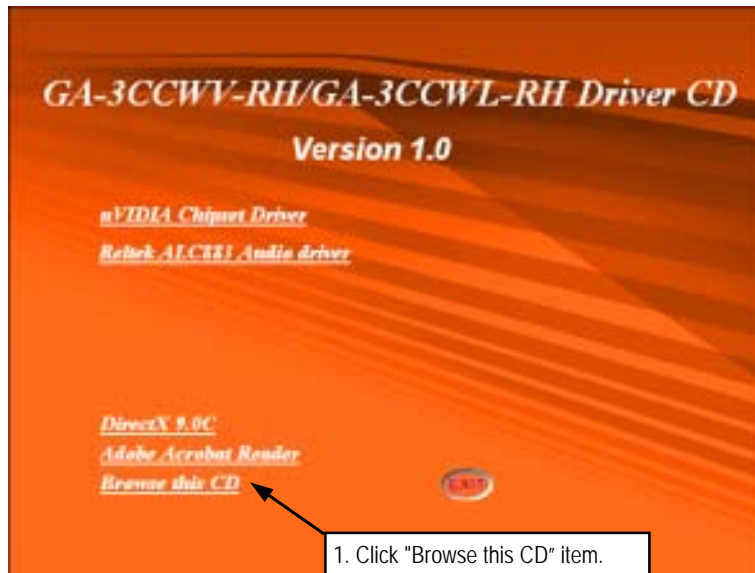 GA-3CCWV-RH/GA-3CCWL-RH Driver CD
Version 1.0
nVIDIA Chipset Driver
Reltek ALC883 Audio driver
DirectX 9.0C
Adobe Acrobat Reader
Browse this CD
EXIT
1. Click "Browse this CD" item.